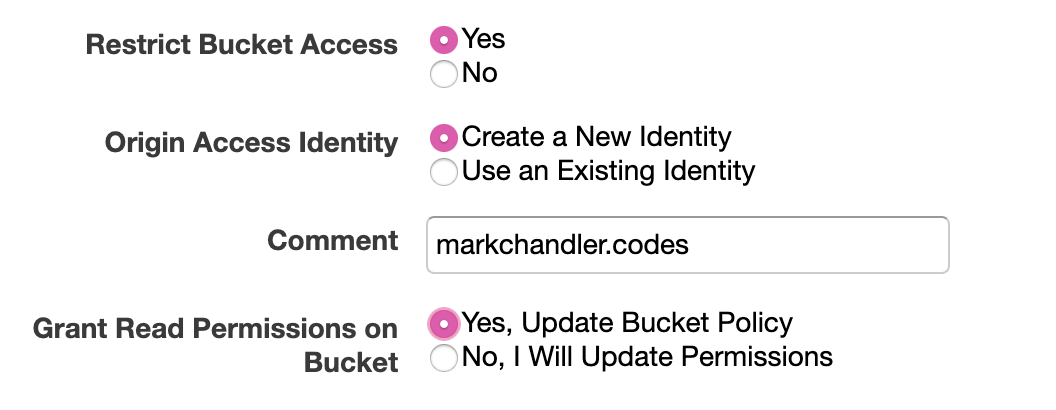 Restrict Bucket Access
Yes
No
Origin Access Identity
Create a New Identity
Use an Existing Identity
Comment
markchandler.codes
Grant Read Permissions on
Bucket
Yes, Update Bucket Policy
No, I Will Update Permissions